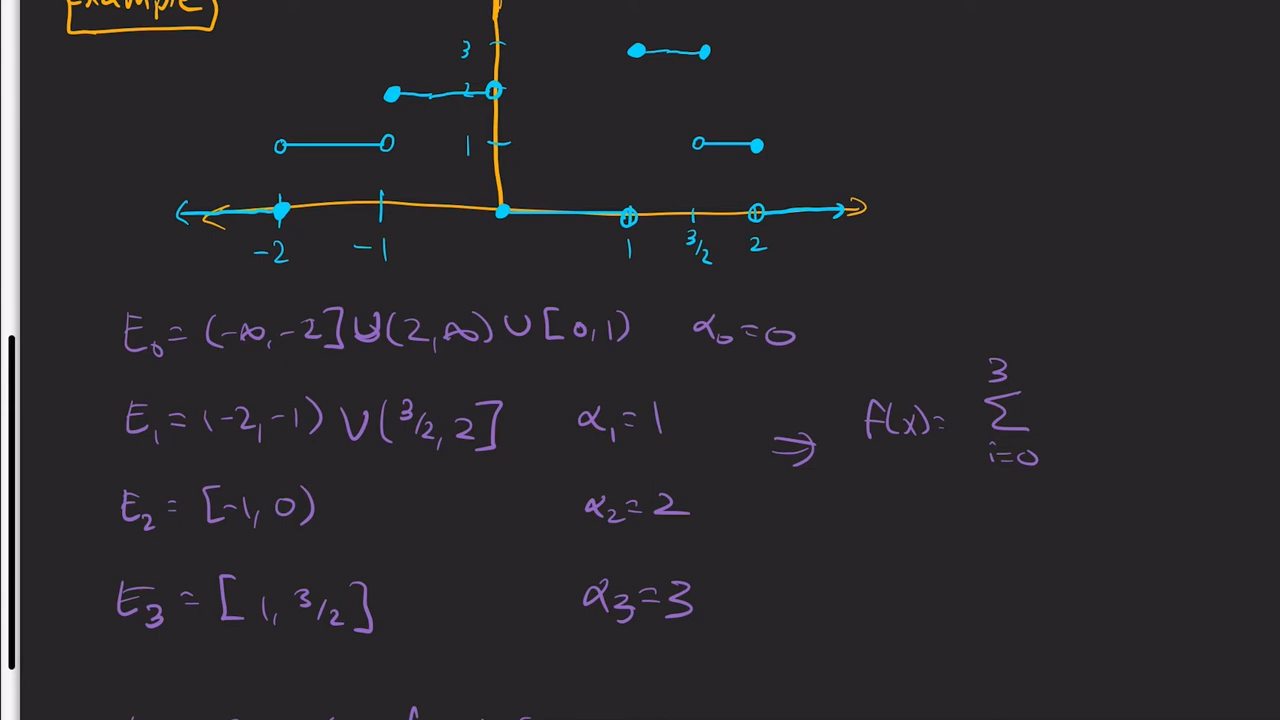 Example
3
2
1
-2 -1 1 3/2 2
E₀ = (-∞, -2] ∪ (2, ∞) ∪ [0, 1) α₀ = 0
E₁ = (-2, -1) ∪ (3/2, 2] α₁ = 1
⇒ f(x) = ∑ 3 i=0
E₂ = [-1, 0) α₂ = 2
E₃ = [1, 3/2] α₃ = 3